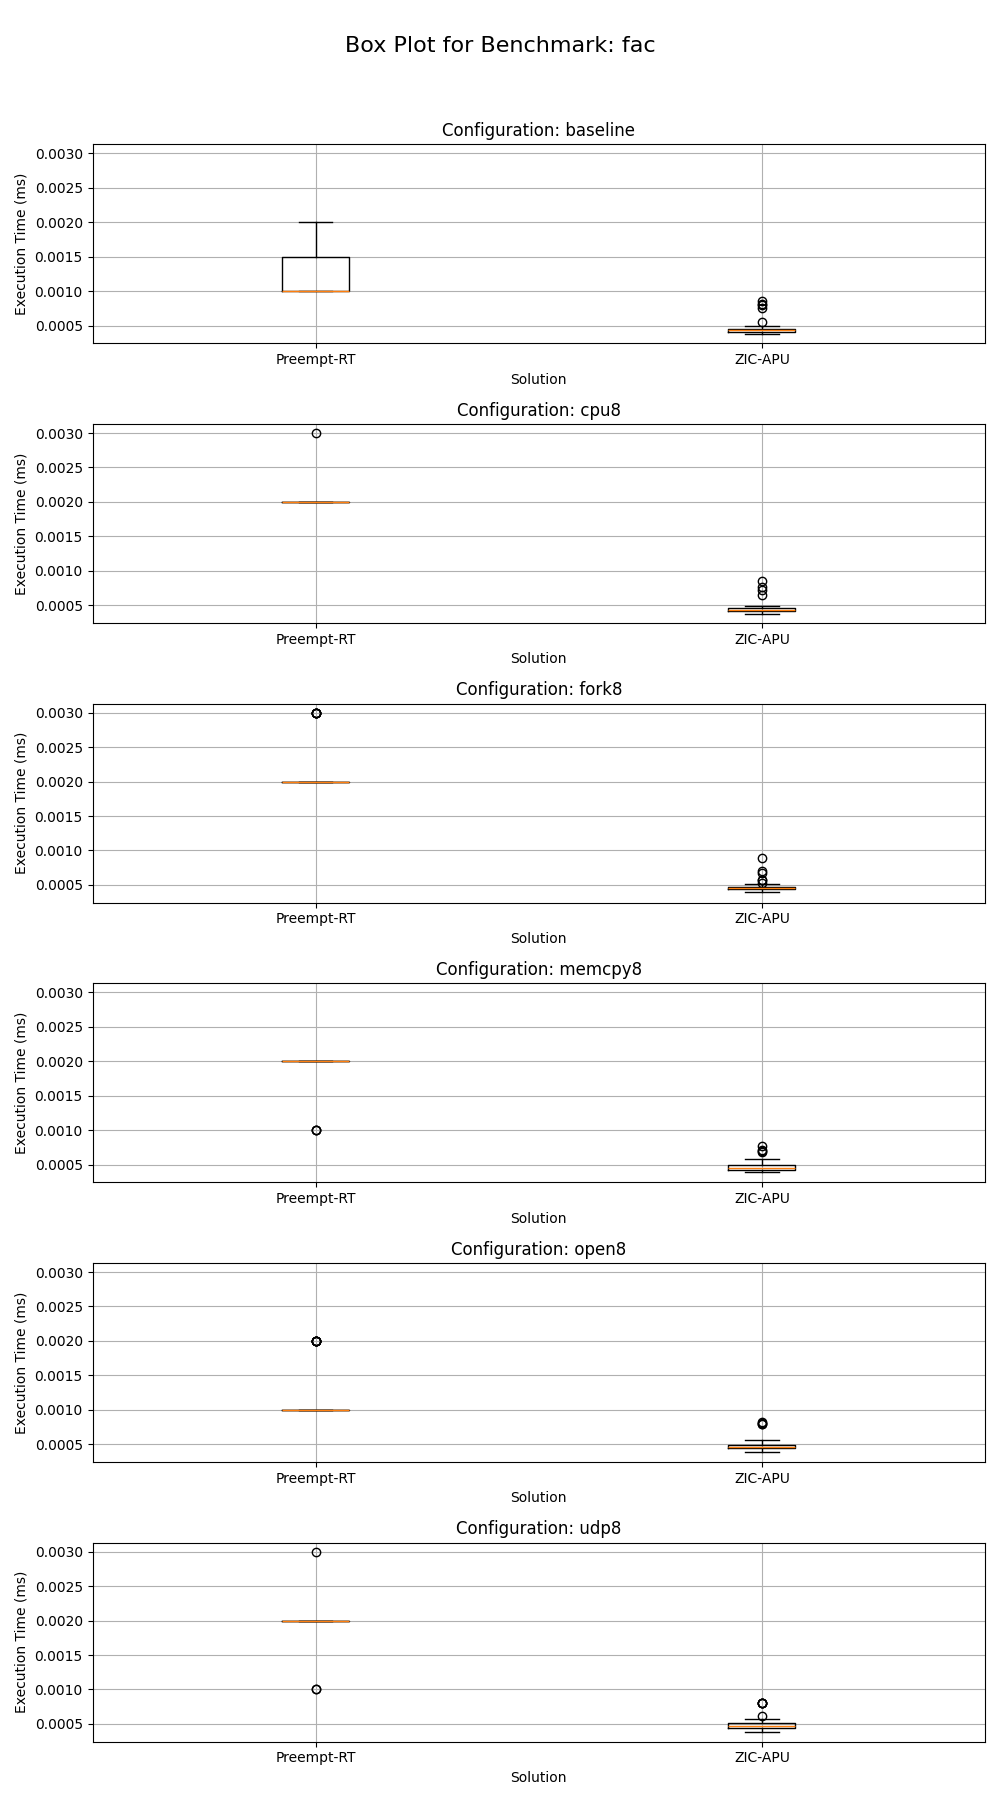 Box Plot for Benchmark: fac
Configuration: baseline
Execution Time (ms)
0.0030
0.0025
0.0020
0.0015
0.0010
0.0005
Preempt-RT ZIC-APU
Solution
Configuration: cpu8
Execution Time (ms)
0.0030
0.0025
0.0020
0.0015
0.0010
0.0005
Preempt-RT ZIC-APU
Solution
Configuration: fork8
Execution Time (ms)
0.0030
0.0025
0.0020
0.0015
0.0010
0.0005
Preempt-RT ZIC-APU
Solution
Configuration: memcpy8
Execution Time (ms)
0.0030
0.0025
0.0020
0.0015
0.0010
0.0005
Preempt-RT ZIC-APU
Solution
Configuration: open8
Execution Time (ms)
0.0030
0.0025
0.0020
0.0015
0.0010
0.0005
Preempt-RT ZIC-APU
Solution
Configuration: udp8
Execution Time (ms)
0.0030
0.0025
0.0020
0.0015
0.0010
0.0005
Preempt-RT ZIC-APU
Solution